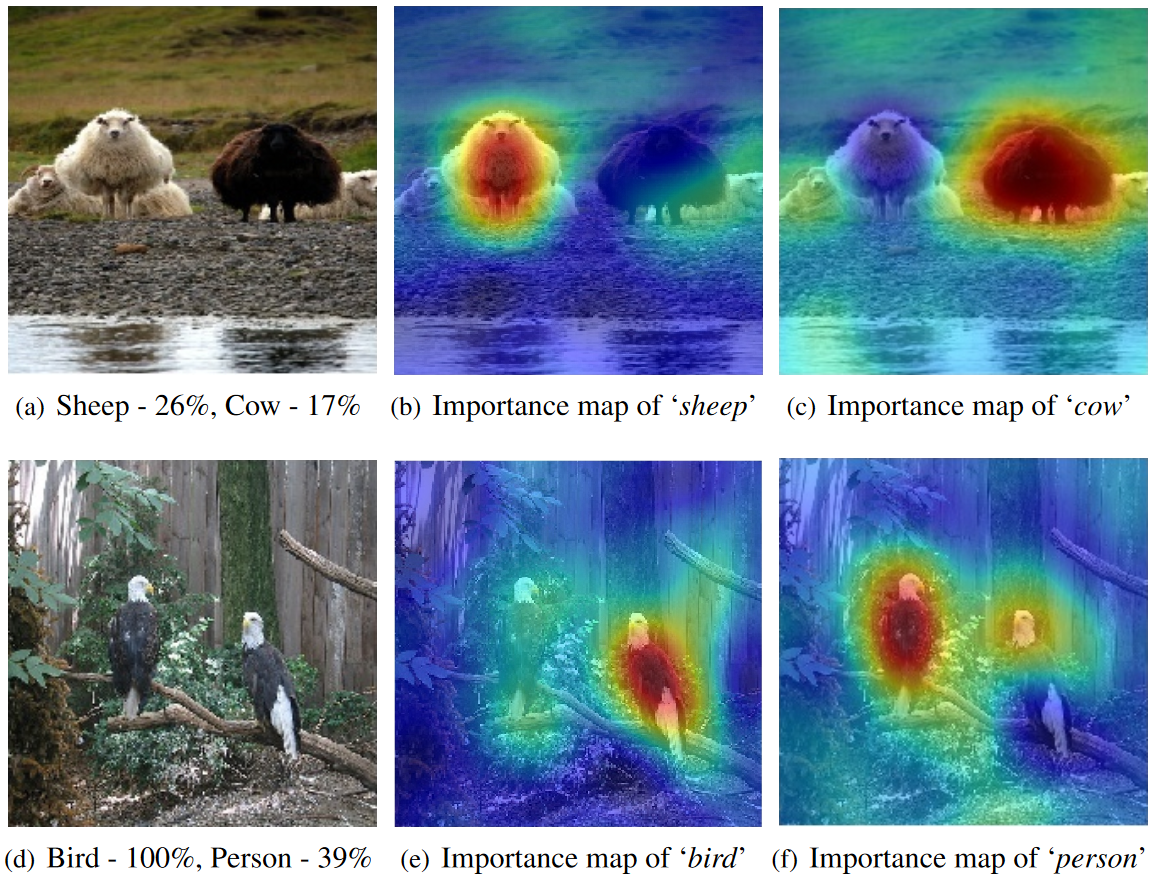 (a) Sheep - 26%, Cow - 17%
(b) Importance map of ‘sheep’
(c) Importance map of ‘cow’
(d) Bird - 100%, Person - 39%
(e) Importance map of ‘bird’
(f) Importance map of ‘person’